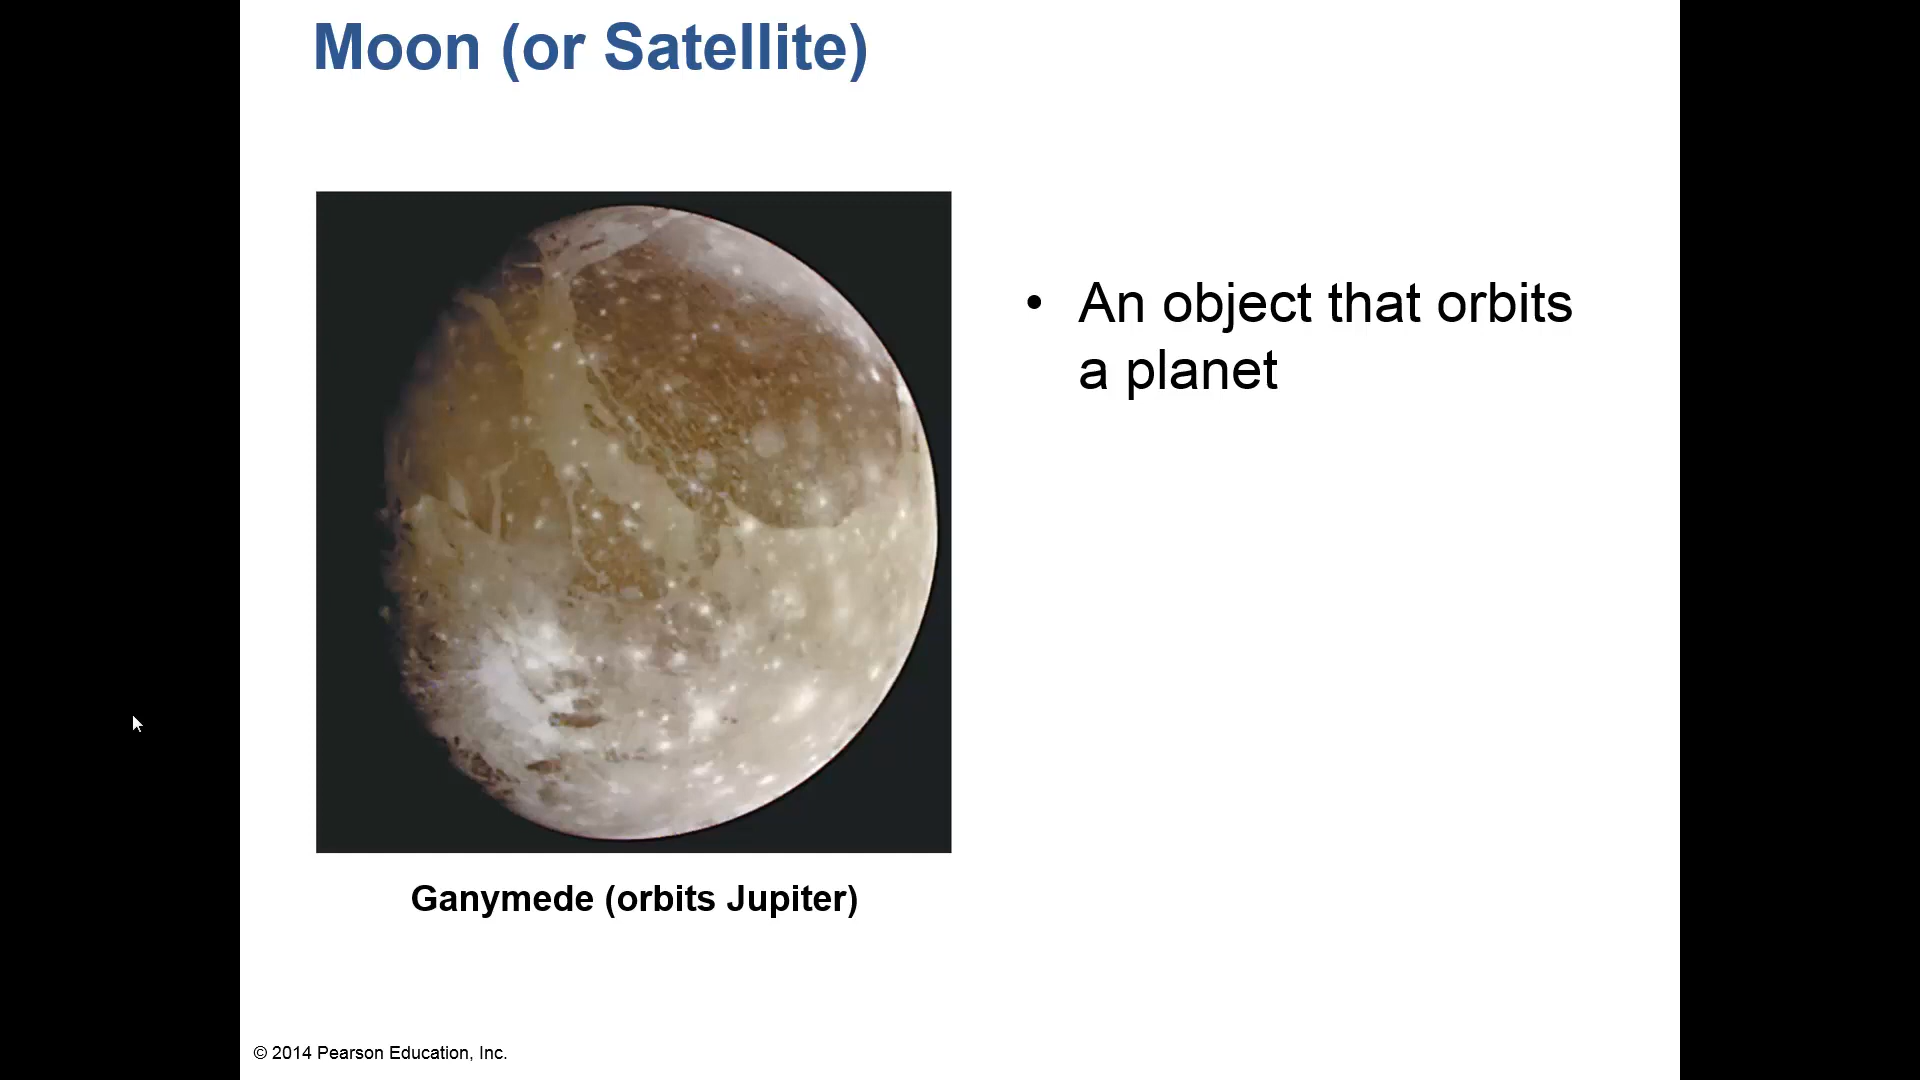 Moon (or Satellite)
• An object that orbits
a planet
Ganymede (orbits Jupiter)
© 2014 Pearson Education, Inc.